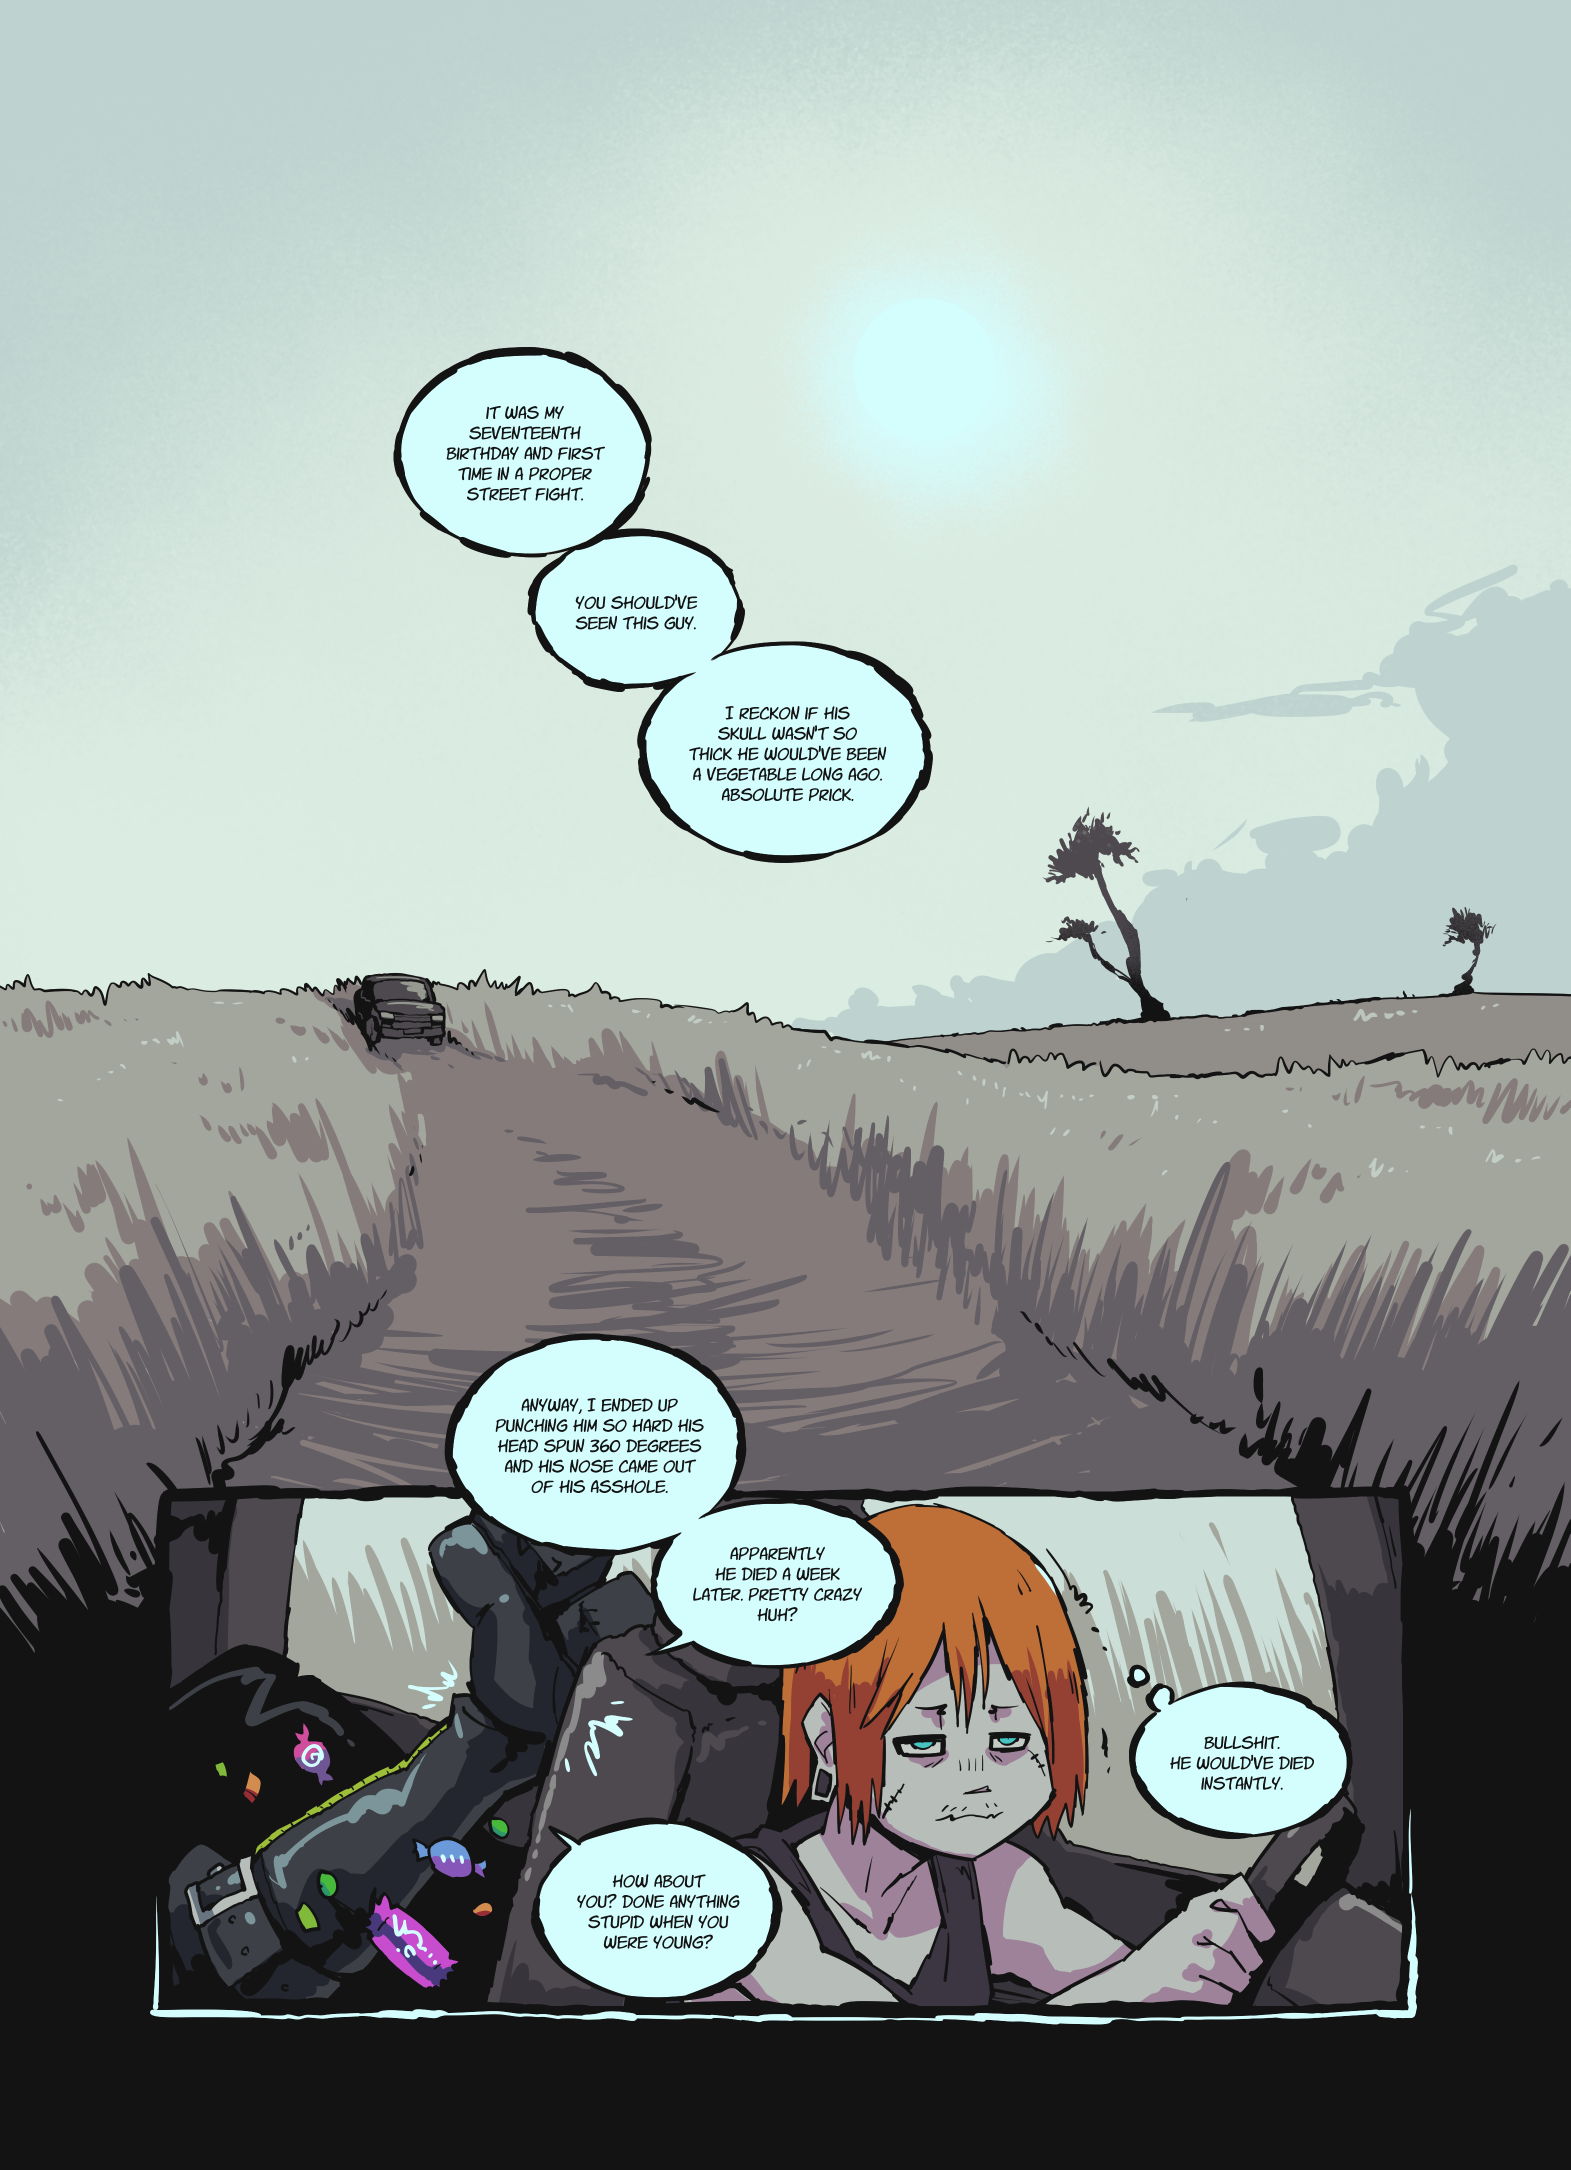 IT WAS MY
SEVENTEENTH
BIRTHDAY AND FIRST
TIME IN A PROPER
STREET FIGHT.
YOU SHOULD'VE
SEEN THIS GUY.
I RECKON IF HIS
SKULL WASN'T SO
THICK HE WOULD'VE BEEN
A VEGETABLE LONG AGO.
ABSOLUTE PRICK.
ANYWAY, I ENDED UP
PUNCHING HIM SO HARD HIS
HEAD SPUN 360 DEGREES
AND HIS NOSE CAME OUT
OF HIS ASSHOLE.
APPARENTLY
HE DIED A WEEK
LATER. PRETTY CRAZY
HUH?
BULLSHIT.
HE WOULD'VE DIED
INSTANTLY.
HOW ABOUT
YOU? DONE ANYTHING
STUPID WHEN YOU
WERE YOUNG?